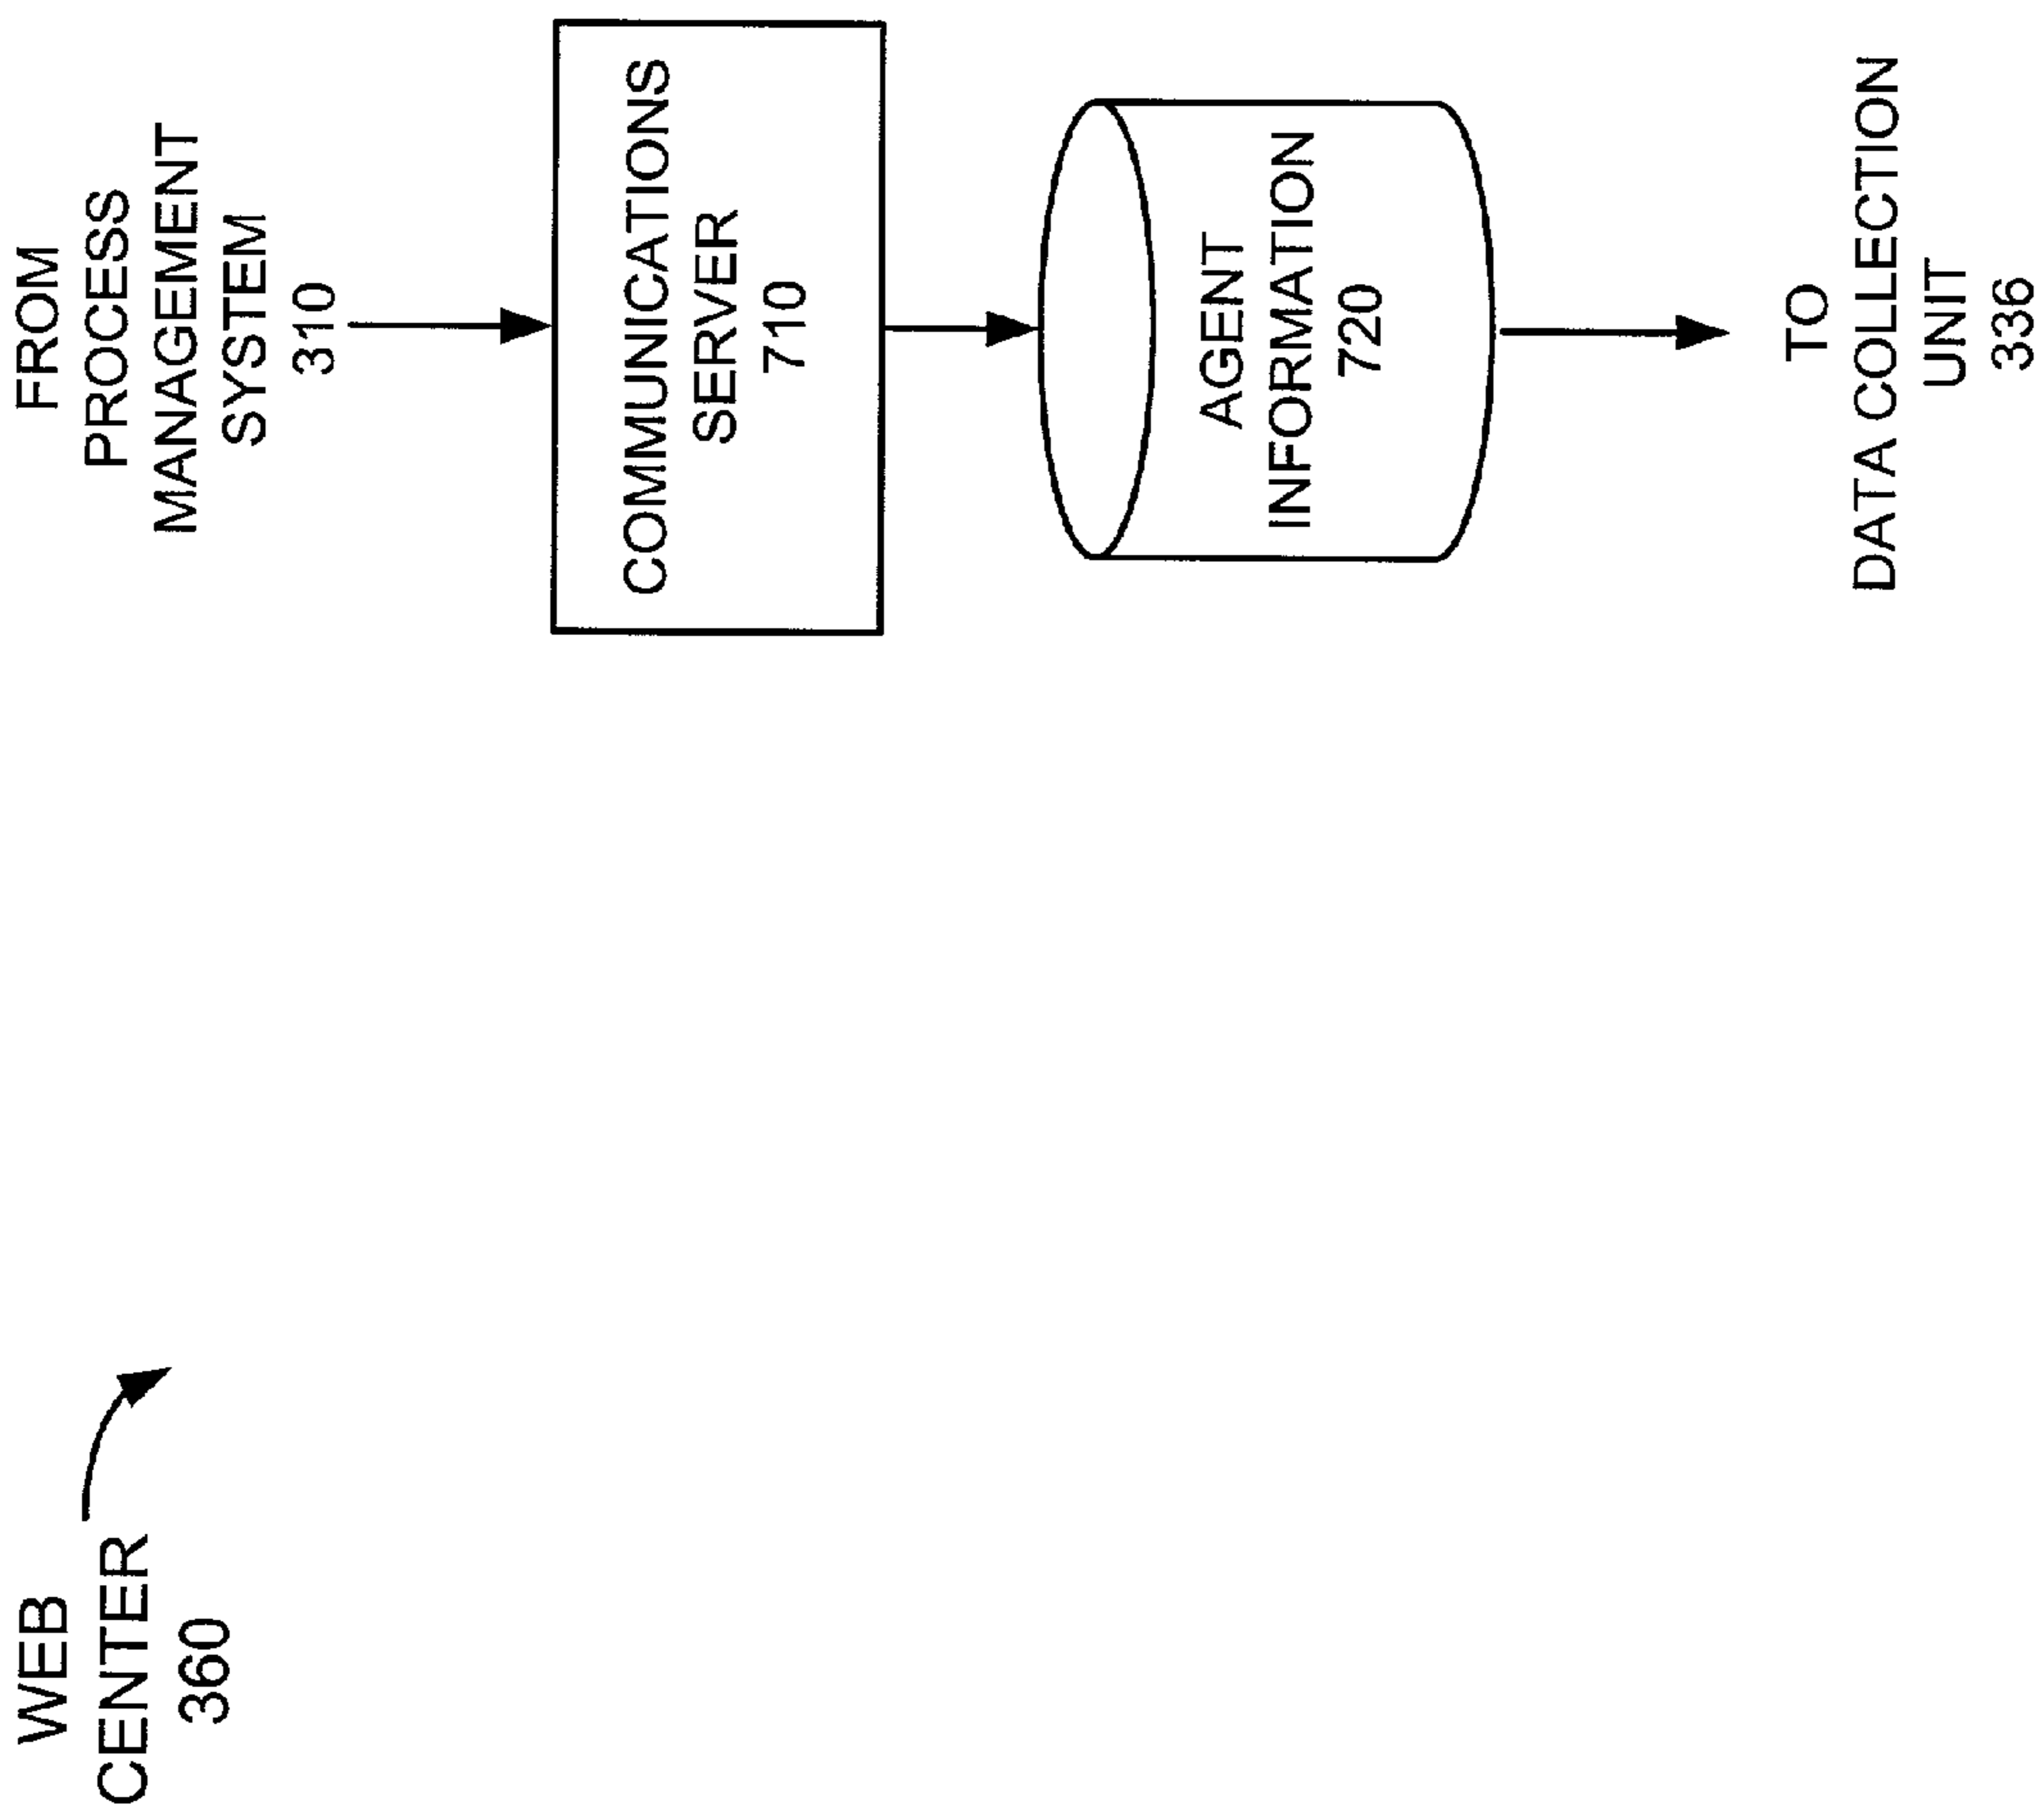 WEB
CENTER
360
FROM
PROCESS
MANAGEMENT
SYSTEM
310
COMMUNICATIONS
SERVER
710
AGENT
INFORMATION
720
TO
DATA COLLECTION
UNIT
336